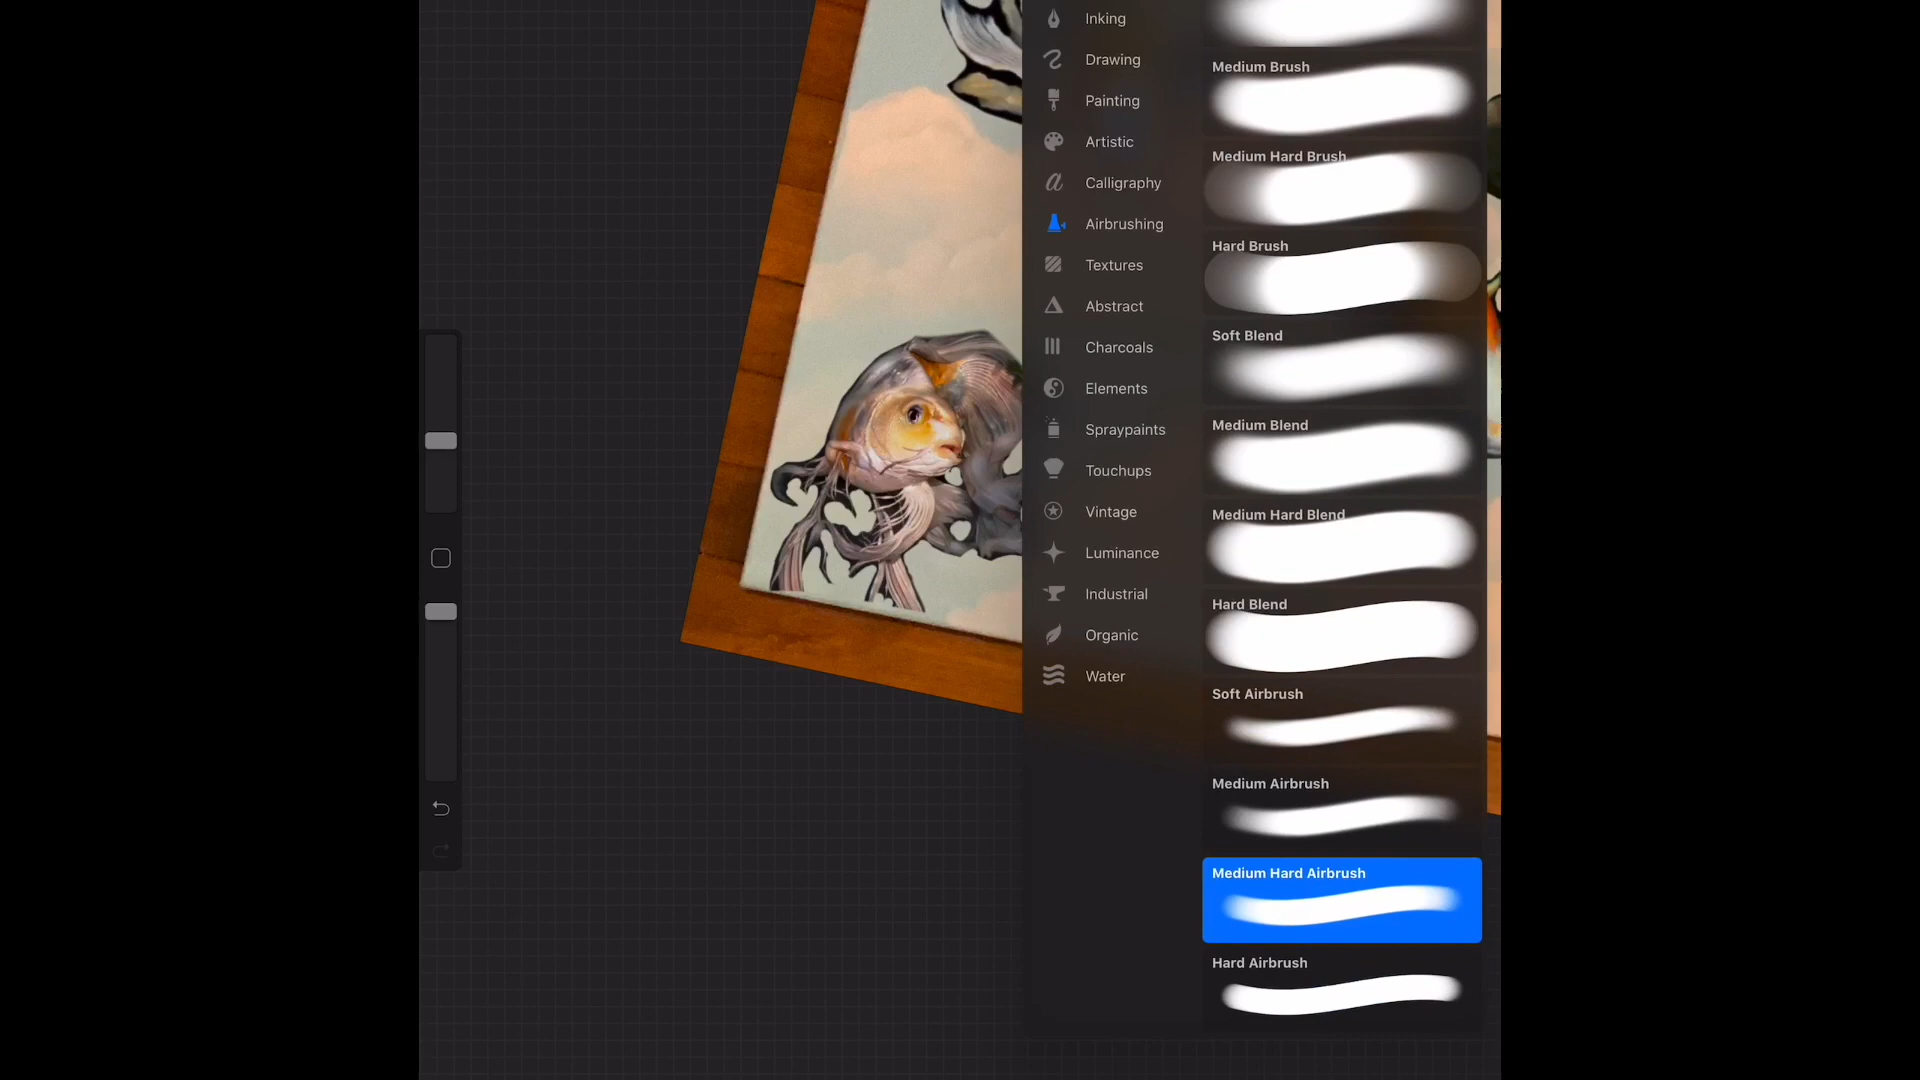 Inking
Drawing
Painting
Artistic
Calligraphy
Airbrushing
Textures
Abstract
Charcoals
Elements
Spraypaints
Touchups
Vintage
Luminance
Industrial
Organic
Water
Medium Brush
Medium Hard Brush
Hard Brush
Soft Blend
Medium Blend
Medium Hard Blend
Hard Blend
Soft Airbrush
Medium Airbrush
Medium Hard Airbrush
Hard Airbrush